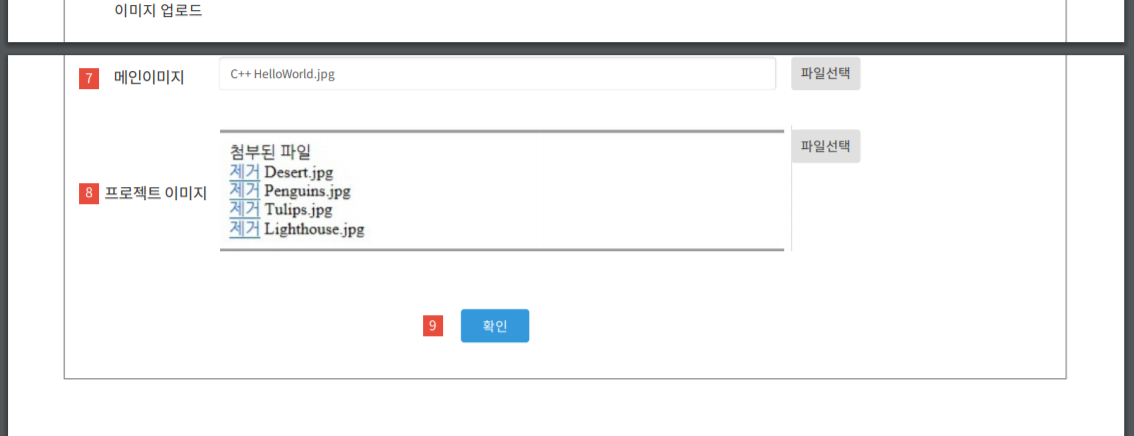 이미지 업로드
7 메인이미지 C++ HelloWorld.jpg 파일선택
첨부된 파일 파일선택
제거 Desert.jpg
제거 Penguins.jpg
8 프로젝트 이미지
제거 Tulips.jpg
제거 Lighthouse.jpg
9 확인